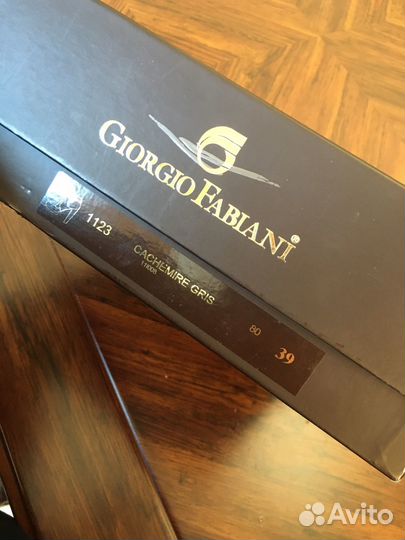 GIORGIO FABIANI®
1123
CACHEMIRE GRIS
80
39
Avito